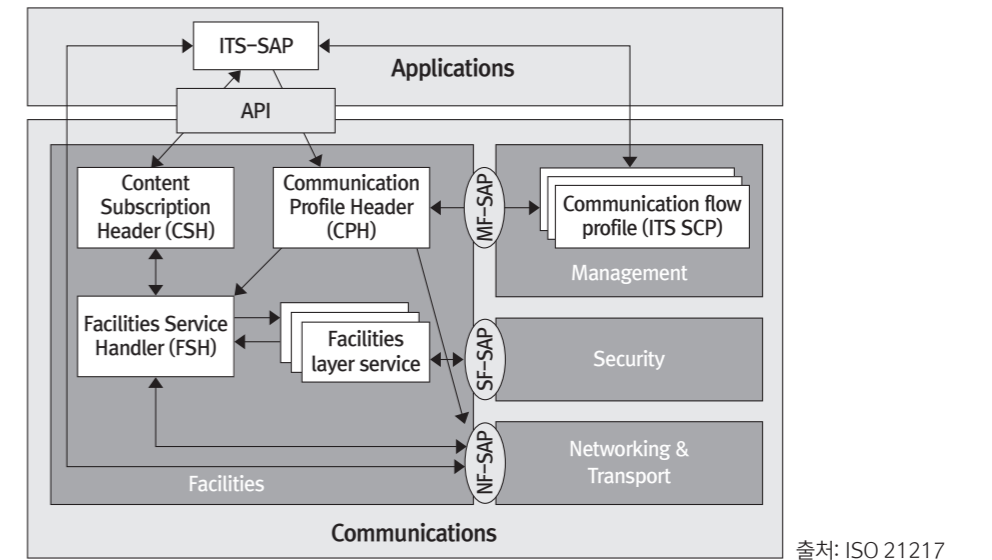 ITS-SAP
Applications
API
Content
Subscription
Header (CSH)
Communication
Profile Header
(CPH)
MF-SAP
Communication flow
profile (ITS SCP)
Management
Facilities Service
Handler (FSH)
Facilities
layer service
SF-SAP
Security
NF-SAP
Networking &
Transport
Facilities
Communications
출처: ISO 21217